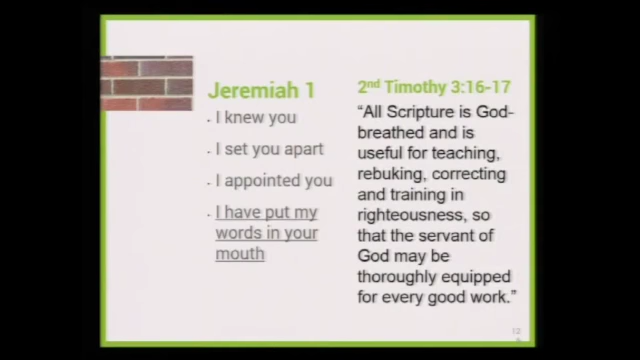 Jeremiah 1
. I knew you
. I set you apart
. I appointed you
. I have put my
words in your
mouth
2nd Timothy 3:16-17
“All Scripture is God-
breathed and is
useful for teaching,
rebuking, correcting
and training in
righteousness, so
that the servant of
God may be
thoroughly equipped
for every good work.”
12